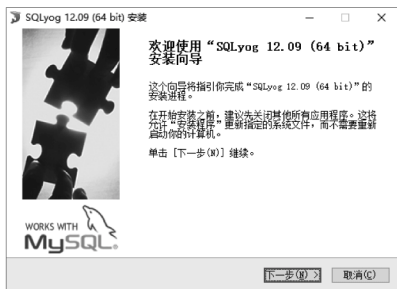 SQLyog 12.09 (64 bit) 安装
欢迎使用“SQLyog 12.09 (64 bit)”
安装向导
这个向导将指引你完成“SQLyog 12.09 (64 bit)”的
安装进程。
在开始安装之前，建议先关闭其他所有应用程序。这将
允许“安装程序”更新指定的系统文件，而不需要重新
启动你的计算机。
单击 [下一步(N)] 继续。
WORKS WITH
MySQL®
下一步(N) >
取消(C)